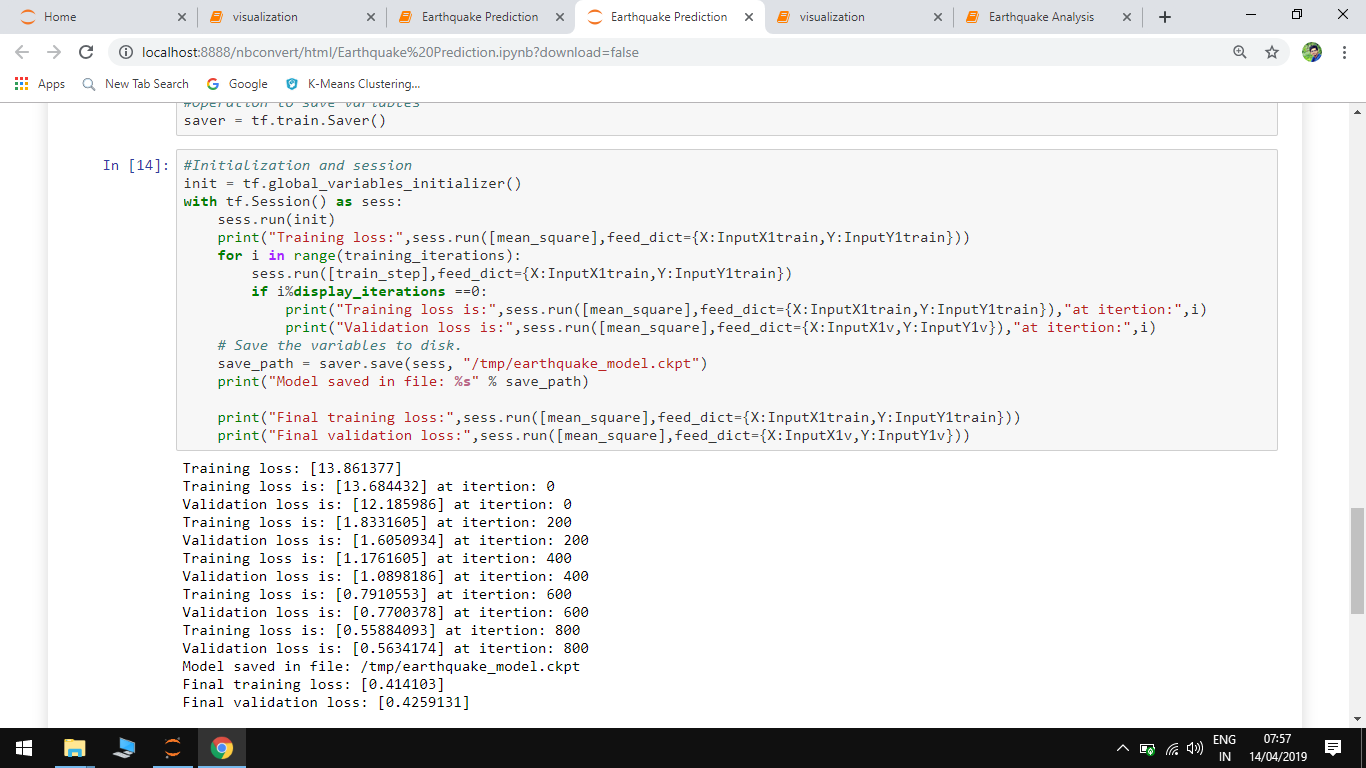 Home
visualization
Earthquake Prediction
Earthquake Prediction
visualization
Earthquake Analysis
localhost:8888/nbconvert/html/Earthquake%20Prediction.ipynb?download=false
Apps
New Tab Search
Google
K-Means Clustering...
#Operation to save variables
saver = tf.train.Saver()
In [14]:
#Initialization and session
init = tf.global_variables_initializer()
with tf.Session() as sess:
    sess.run(init)
    print("Training loss:",sess.run([mean_square],feed_dict={X:InputX1train,Y:InputY1train}))
    for i in range(training_iterations):
        sess.run([train_step],feed_dict={X:InputX1train,Y:InputY1train})
        if i%display_iterations ==0:
            print("Training loss is:",sess.run([mean_square],feed_dict={X:InputX1train,Y:InputY1train}),"at itertion:",i)
            print("Validation loss is:",sess.run([mean_square],feed_dict={X:InputX1v,Y:InputY1v}),"at itertion:",i)
    # Save the variables to disk.
    save_path = saver.save(sess, "/tmp/earthquake_model.ckpt")
    print("Model saved in file: %s" % save_path)
    print("Final training loss:",sess.run([mean_square],feed_dict={X:InputX1train,Y:InputY1train}))
    print("Final validation loss:",sess.run([mean_square],feed_dict={X:InputX1v,Y:InputY1v}))
Training loss: [13.861377]
Training loss is: [13.684432] at itertion: 0
Validation loss is: [12.185986] at itertion: 0
Training loss is: [1.8331605] at itertion: 200
Validation loss is: [1.6050934] at itertion: 200
Training loss is: [1.1761605] at itertion: 400
Validation loss is: [1.0898186] at itertion: 400
Training loss is: [0.7910553] at itertion: 600
Validation loss is: [0.7700378] at itertion: 600
Training loss is: [0.55884093] at itertion: 800
Validation loss is: [0.5634174] at itertion: 800
Model saved in file: /tmp/earthquake_model.ckpt
Final training loss: [0.414103]
Final validation loss: [0.4259131]
ENG
IN
07:57
14/04/2019